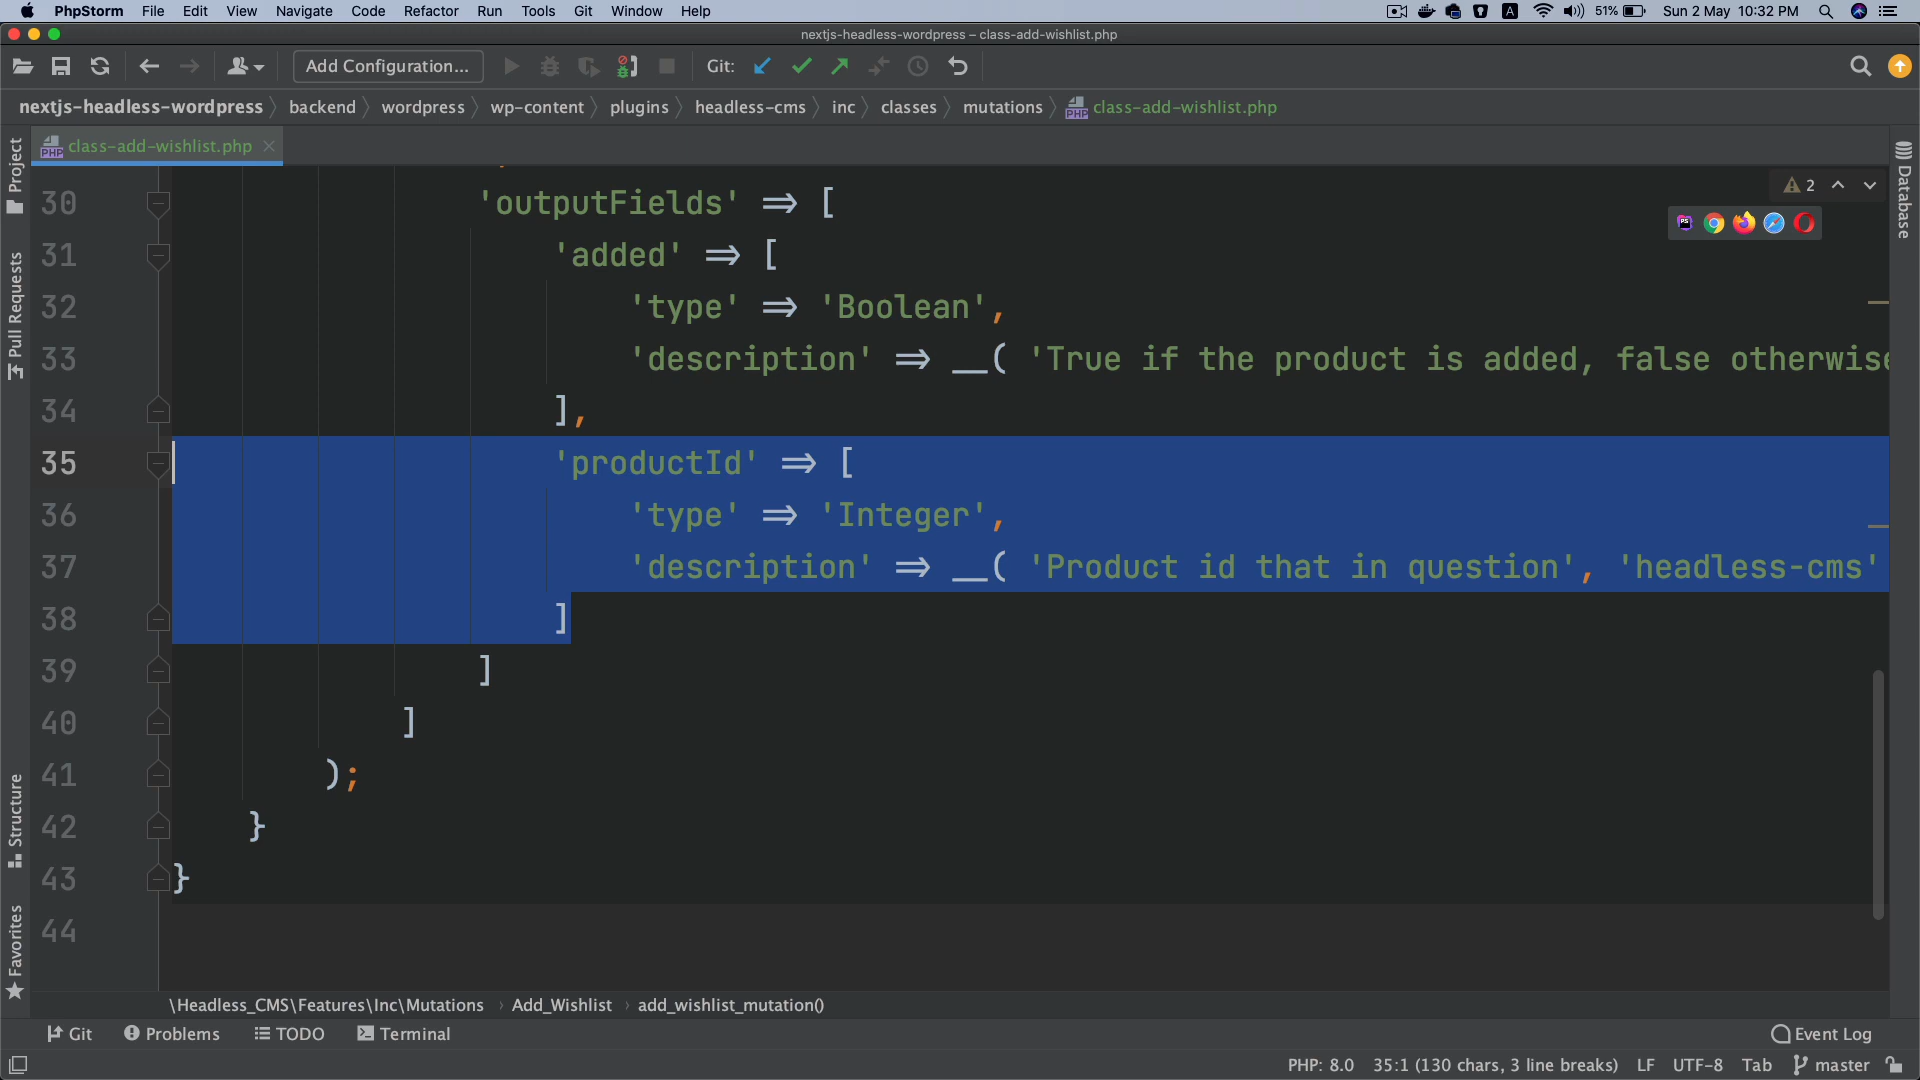 PhpStorm File Edit View Navigate Code Refactor Run Tools Git Window Help A 51% Sun 2 May 10:32 PM
nextjs-headless-wordpress – class-add-wishlist.php
Add Configuration... Git:
nextjs-headless-wordpress backend wordpress wp-content plugins headless-cms inc classes mutations class-add-wishlist.php
class-add-wishlist.php
Project
Pull Requests
Structure
Favorites
Database
2
30 'outputFields' => [
31 'added' => [
32 'type' => 'Boolean',
33 'description' => __( 'True if the product is added, false otherwise
34 ],
35 'productId' => [
36 'type' => 'Integer',
37 'description' => __( 'Product id that in question', 'headless-cms'
38 ]
39 ]
40 ]
41 );
42 }
43 }
44
\Headless_CMS\Features\Inc\Mutations › Add_Wishlist › add_wishlist_mutation()
Git Problems TODO Terminal Event Log
PHP: 8.0 35:1 (130 chars, 3 line breaks) LF UTF-8 Tab master